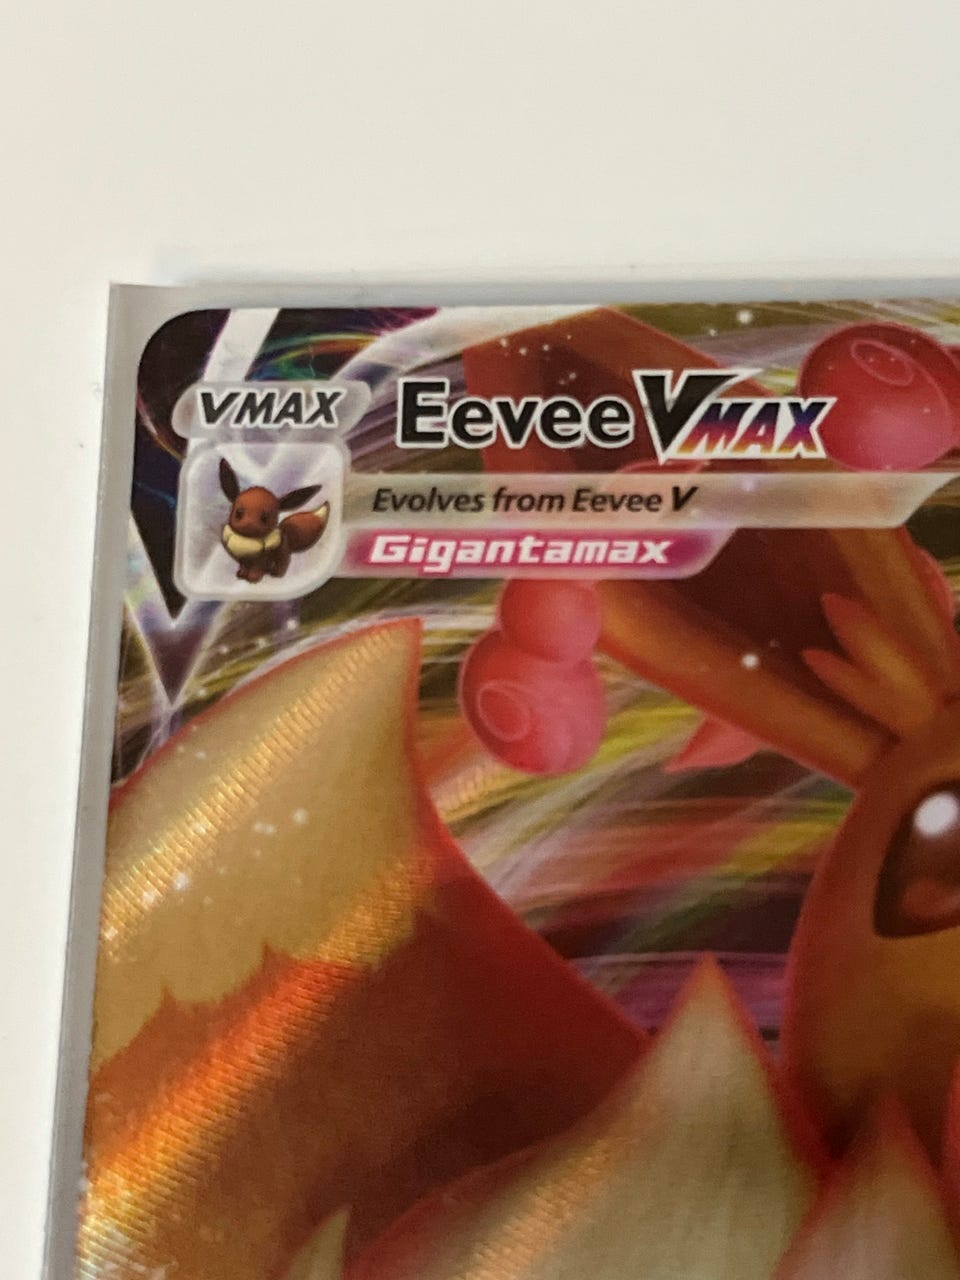 VMAX
Eevee VMAX
Evolves from Eevee V
Gigantamax